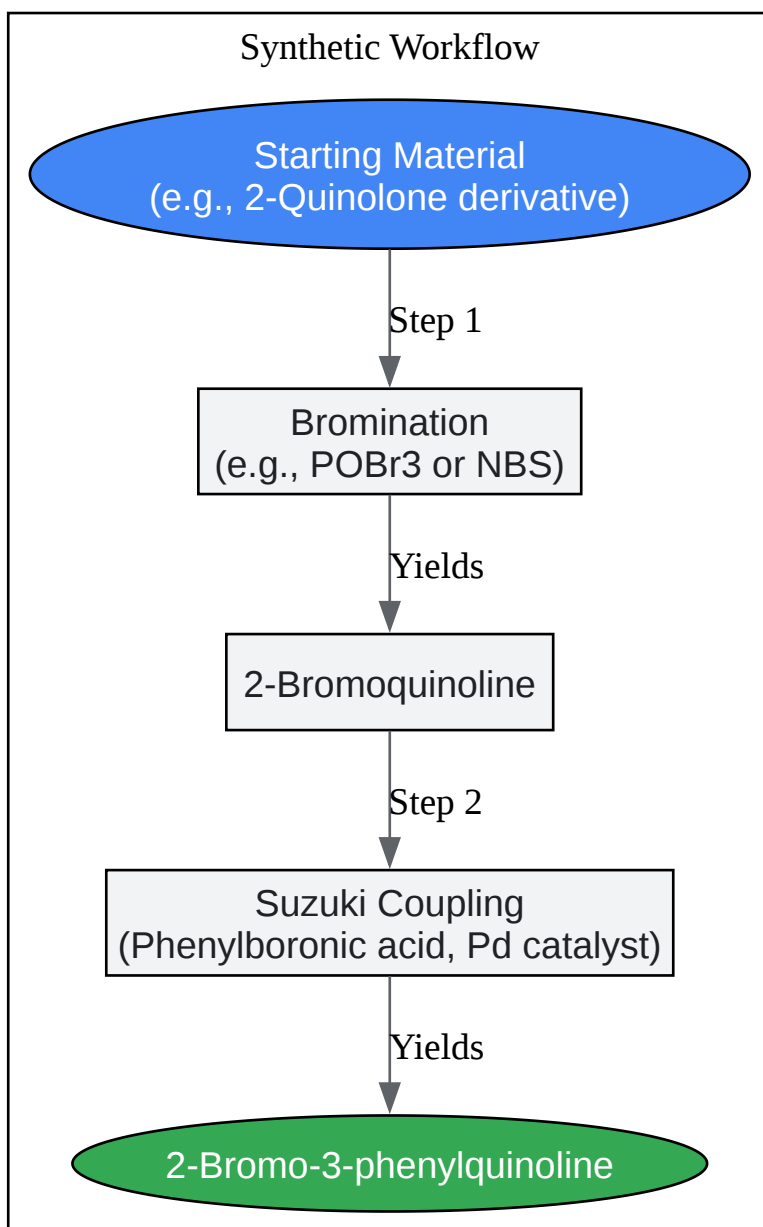 Synthetic Workflow
Starting Material
(e.g., 2-Quinolone derivative)
Step 1
Bromination
(e.g., POBr3 or NBS)
Yields
2-Bromoquinoline
Step 2
Suzuki Coupling
(Phenylboronic acid, Pd catalyst)
Yields
2-Bromo-3-phenylquinoline